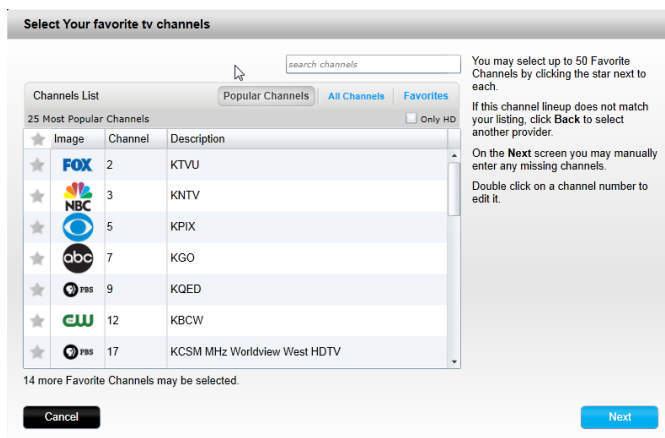 Select Your favorite tv channels
search channels
Channels List
Popular Channels
All Channels
Favorites
25 Most Popular Channels
Only HD
Image Channel Description
FOX 2 KTVU
NBC 3 KNTV
5 KPIX
abc 7 KGO
PBS 9 KQED
CW 12 KBCW
PBS 17 KCSM MHz Worldview West HDTV
14 more Favorite Channels may be selected.
You may select up to 50 Favorite
Channels by clicking the star next to
each.
If this channel lineup does not match
your listing, click Back to select
another provider.
On the Next screen you may manually
enter any missing channels.
Double click on a channel number to
edit it.
Cancel
Next